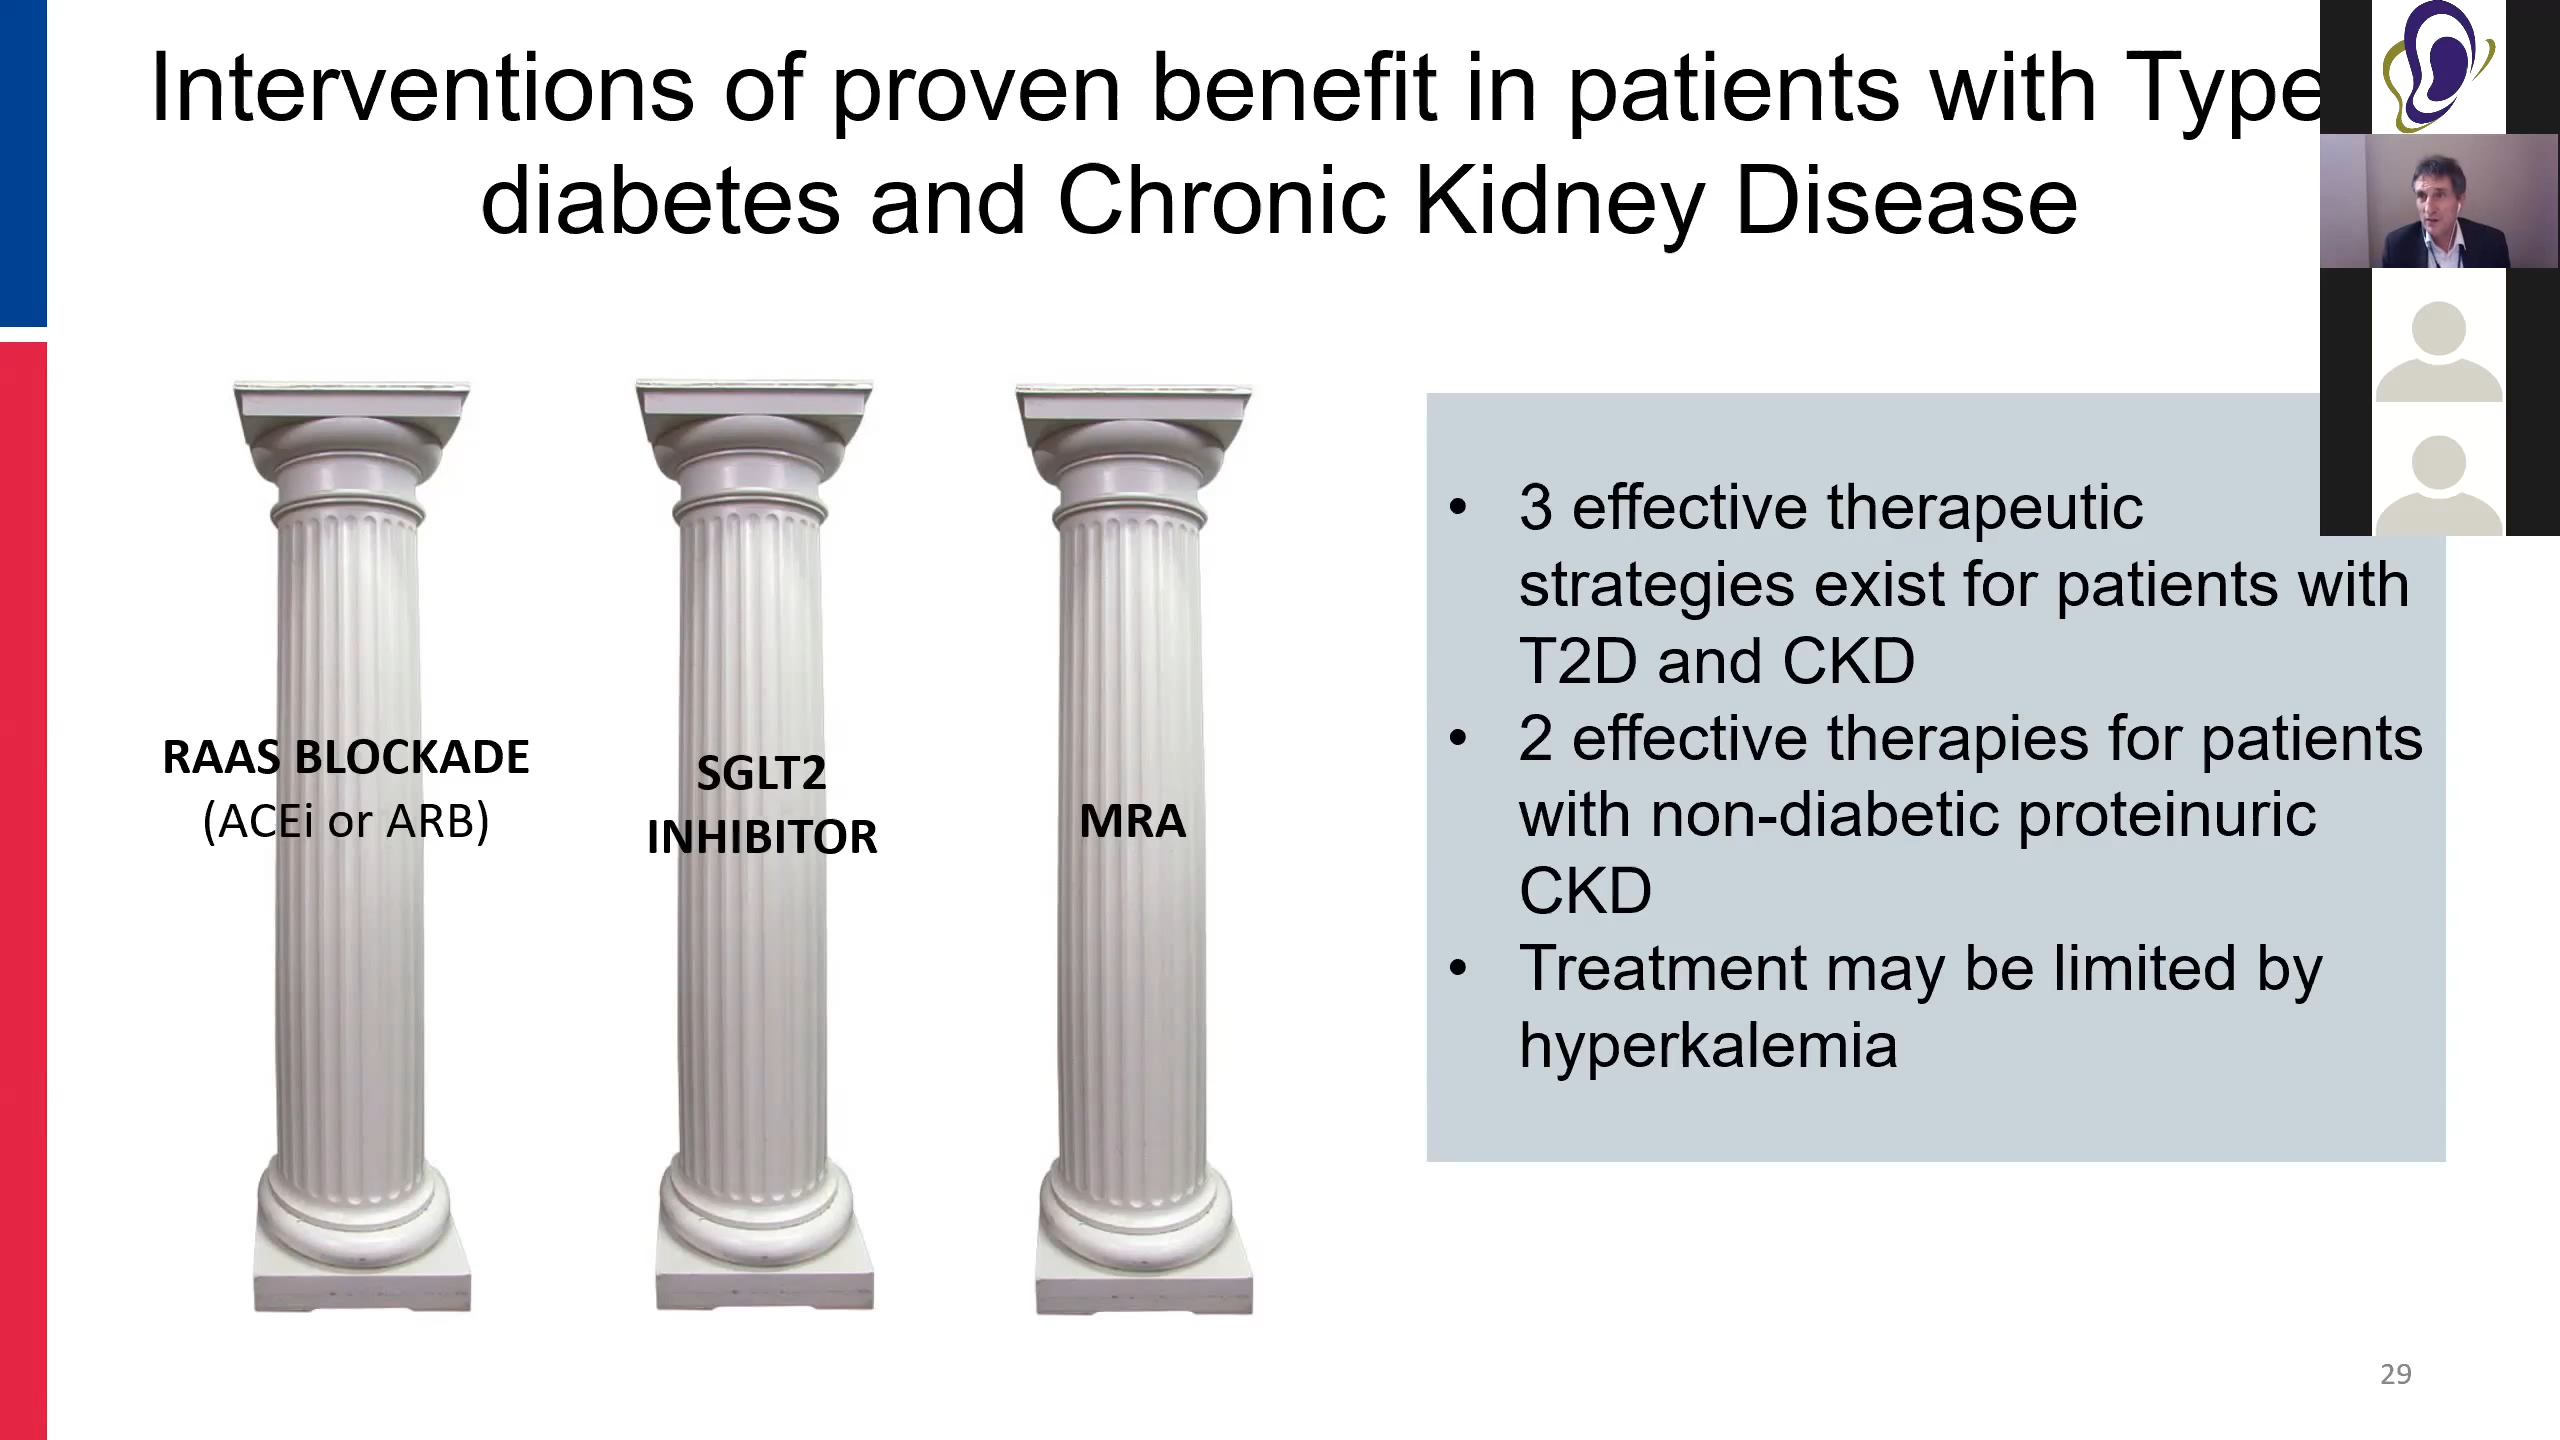 Interventions of proven benefit in patients with Type
diabetes and Chronic Kidney Disease
RAAS BLOCKADE
(ACEi or ARB)
SGLT2
INHIBITOR
MRA
• 3 effective therapeutic
strategies exist for patients with
T2D and CKD
• 2 effective therapies for patients
with non-diabetic proteinuric
CKD
• Treatment may be limited by
hyperkalemia
29